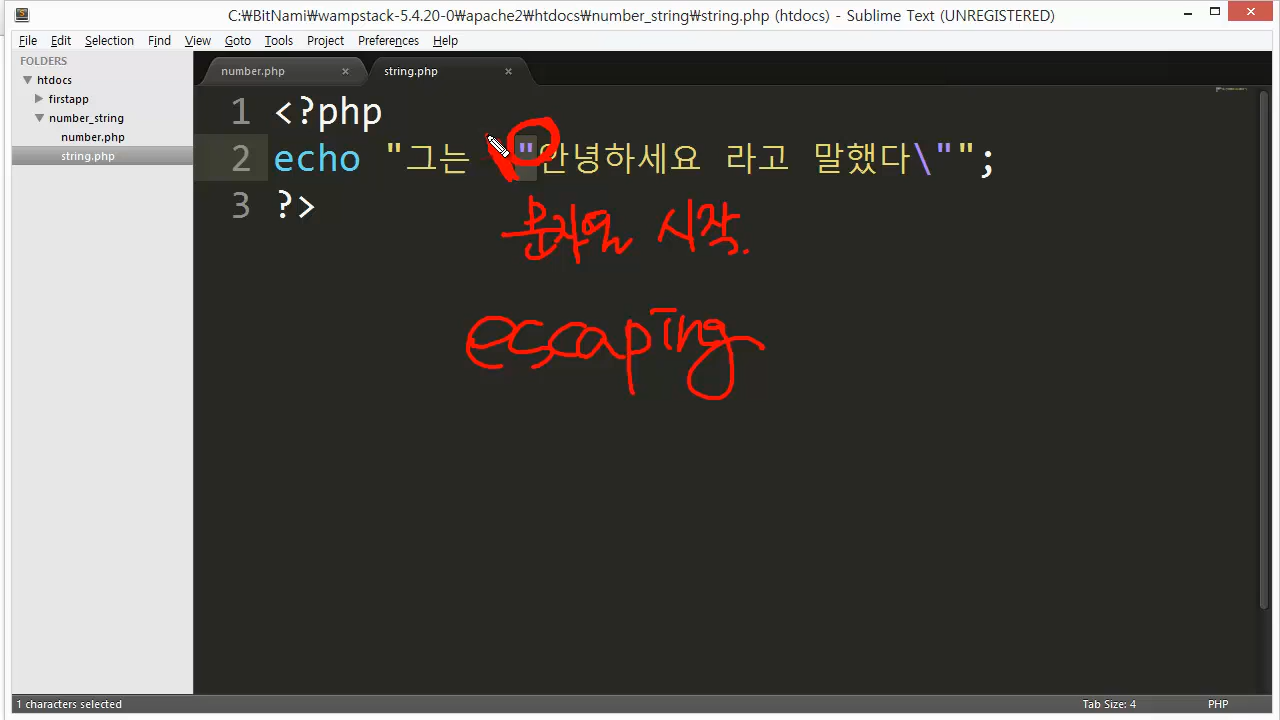 C:₩BitNami₩wampstack-5.4.20-0₩apache2₩htdocs₩number_string₩string.php (htdocs) - Sublime Text (UNREGISTERED)
File Edit Selection Find View Goto Tools Project Preferences Help
FOLDERS
htdocs
firstapp
number_string
number.php
string.php
number.php string.php
1 <?php
2 echo "그는 \"안녕하세요 라고 말했다\"";
3 ?>
문자열 시작.
escaping
1 characters selected
Tab Size: 4 PHP